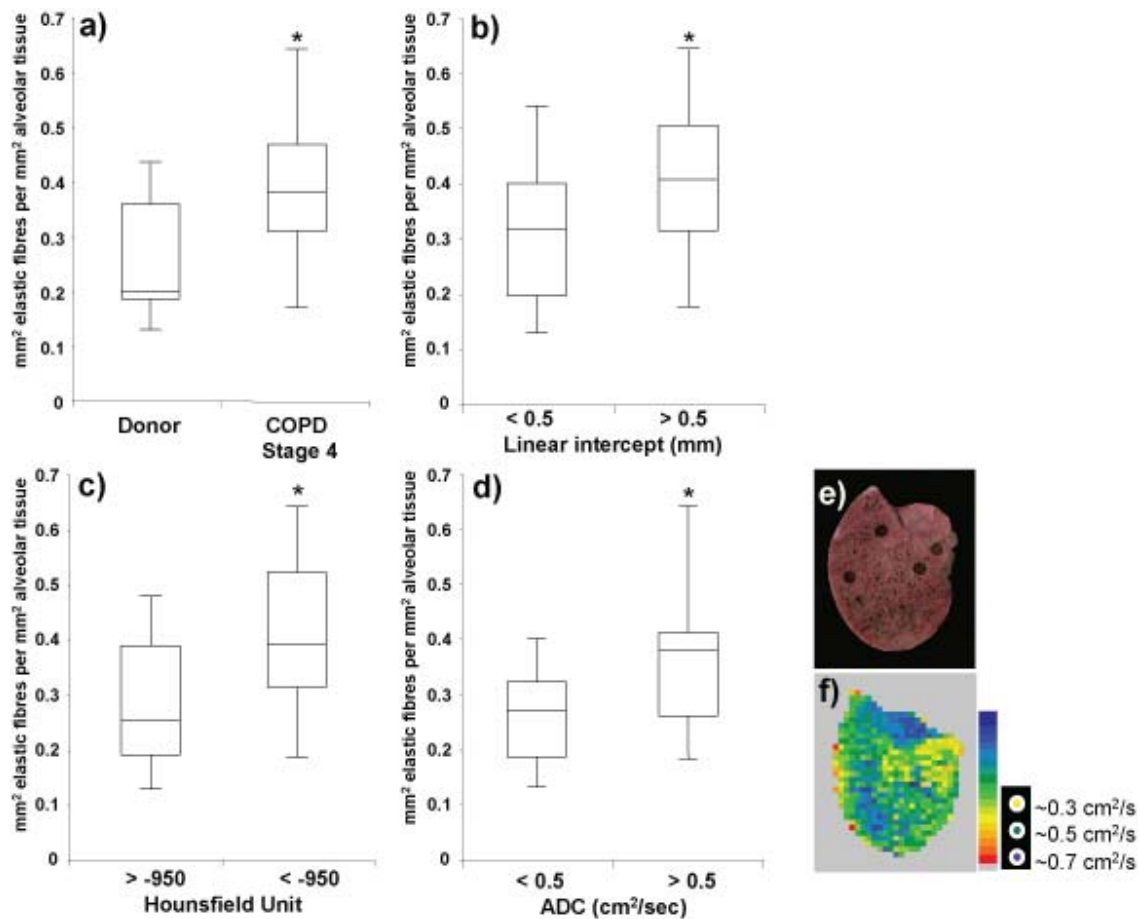 a)
mm² elastic fibres per mm² alveolar tissue
0.7
0.6
0.5
0.4
0.3
0.2
0.1
0
*
Donor
COPD
Stage 4
b)
mm² elastic fibres per mm² alveolar tissue
0.7
0.6
0.5
0.4
0.3
0.2
0.1
0
*
< 0.5
> 0.5
Linear intercept (mm)
c)
mm² elastic fibres per mm² alveolar tissue
0.7
0.6
0.5
0.4
0.3
0.2
0.1
0
*
> -950
< -950
Hounsfield Unit
d)
mm² elastic fibres per mm² alveolar tissue
0.7
0.6
0.5
0.4
0.3
0.2
0.1
0
*
< 0.5
> 0.5
ADC (cm²/sec)
e)
f)
~0.3 cm²/s
~0.5 cm²/s
~0.7 cm²/s